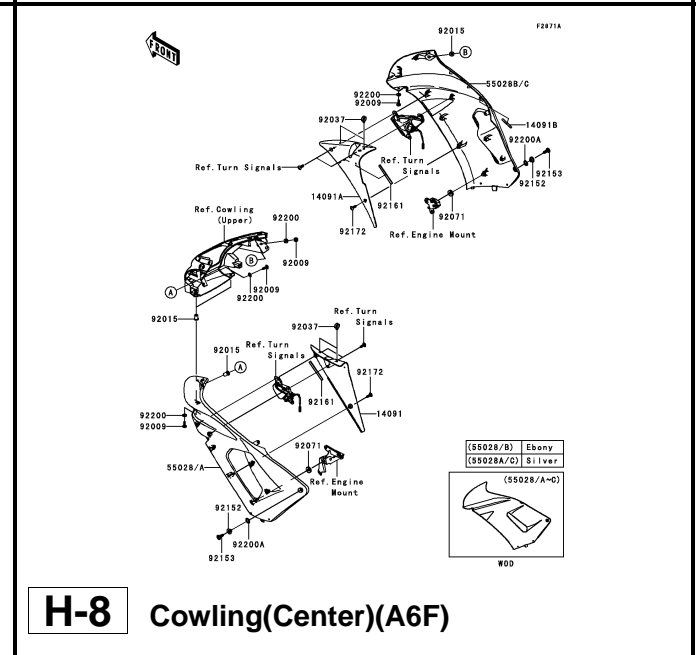 F2871A
FRONT
92015
B
55028B/C
92200
92009
92037
14091B
92200A
Ref.Turn
Signals
Ref.Turn Signals
92153
92152
14091A
92161
92071
92172
Ref.Engine Mount
Ref.Cowling
(Upper)
92200
92009
B
A
92009
92200
92015
Ref.Turn
Signals
92037
Ref.Turn
Signals
92015
A
92172
92161
14091
92200
92009
92071
55028/A
Ref.Engine
Mount
92152
92200A
92153
(55028/B) Ebony
(55028A/C) Silver
(55028/A~C)
WOD
H-8 Cowling(Center)(A6F)